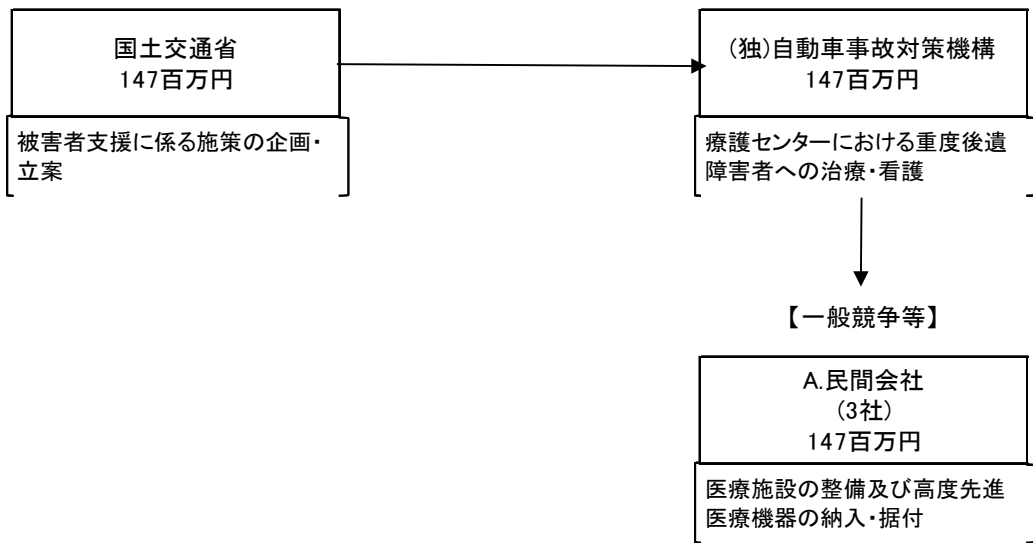 国土交通省
147百万円
被害者支援に係る施策の企画・
立案
(独)自動車事故対策機構
147百万円
療護センターにおける重度後遺
障害者への治療・看護
【一般競争等】
A.民間会社
(3社)
147百万円
医療施設の整備及び高度先進
医療機器の納入・据付